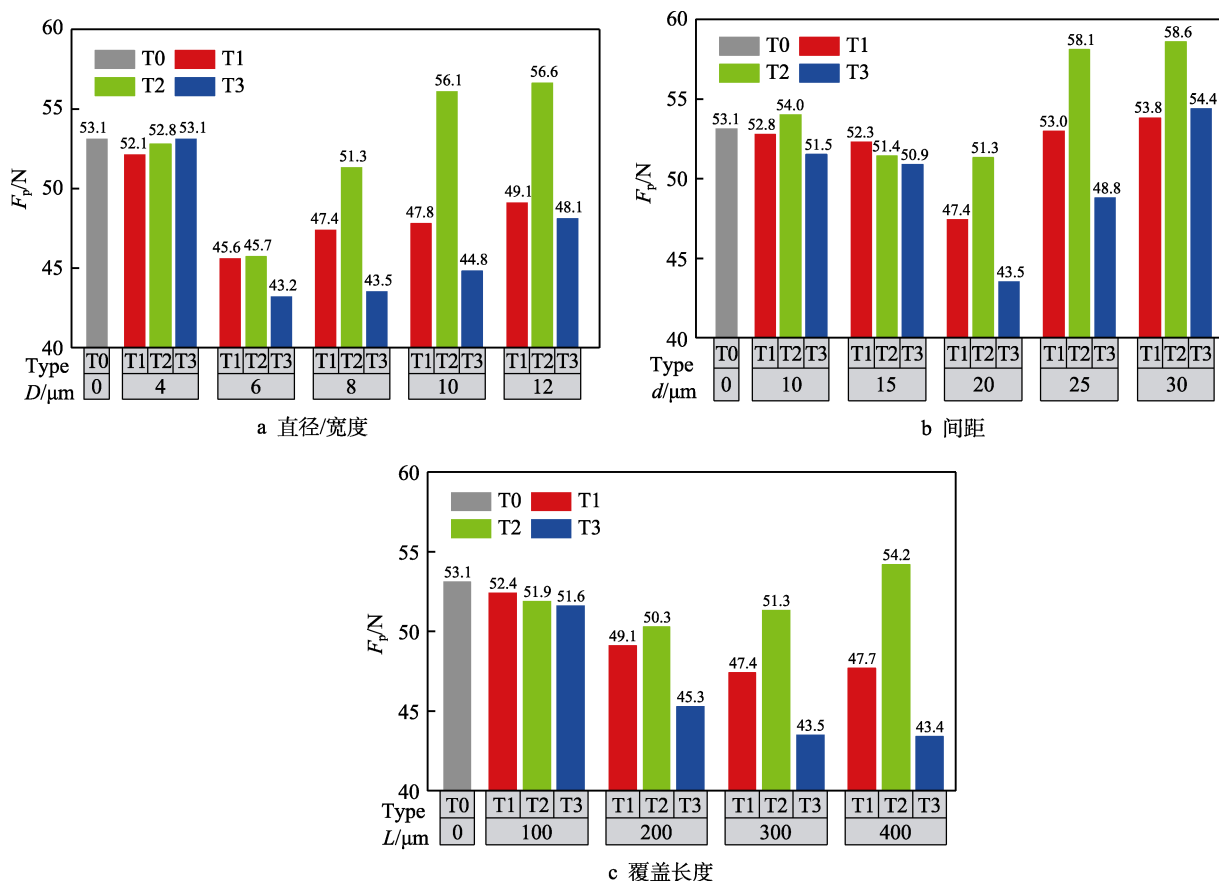 60
55
50
45
40
Fp/N
T0 T1
T2 T3
53.1
52.1 52.8 53.1
45.6 45.7 43.2
47.4 51.3 43.5
47.8 56.1 44.8
49.1 56.6 48.1
Type T0 T1 T2 T3 T1 T2 T3 T1 T2 T3 T1 T2 T3 T1 T2 T3
D/μm 0 4 6 8 10 12
a 直径/宽度
60
55
50
45
40
Fp/N
T0 T1
T2 T3
53.1
52.8 54.0 51.5
52.3 51.4 50.9
47.4 51.3 43.5
53.0 58.1 48.8
53.8 58.6 54.4
Type T0 T1 T2 T3 T1 T2 T3 T1 T2 T3 T1 T2 T3 T1 T2 T3
d/μm 0 10 15 20 25 30
b 间距
60
55
50
45
40
Fp/N
T0 T1
T2 T3
53.1
52.4 51.9 51.6
49.1 50.3 45.3
47.4 51.3 43.5
47.7 54.2 43.4
Type T0 T1 T2 T3 T1 T2 T3 T1 T2 T3 T1 T2 T3
L/μm 0 100 200 300 400
c 覆盖长度